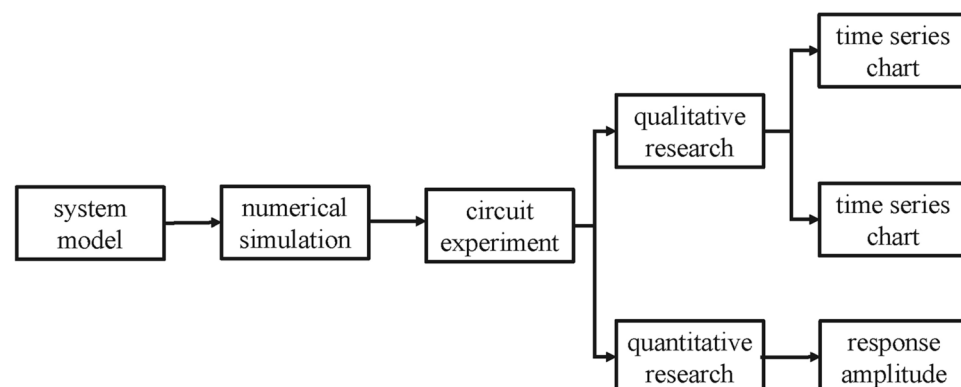 system
model
numerical
simulation
circuit
experiment
qualitative
research
time series
chart
time series
chart
quantitative
research
response
amplitude